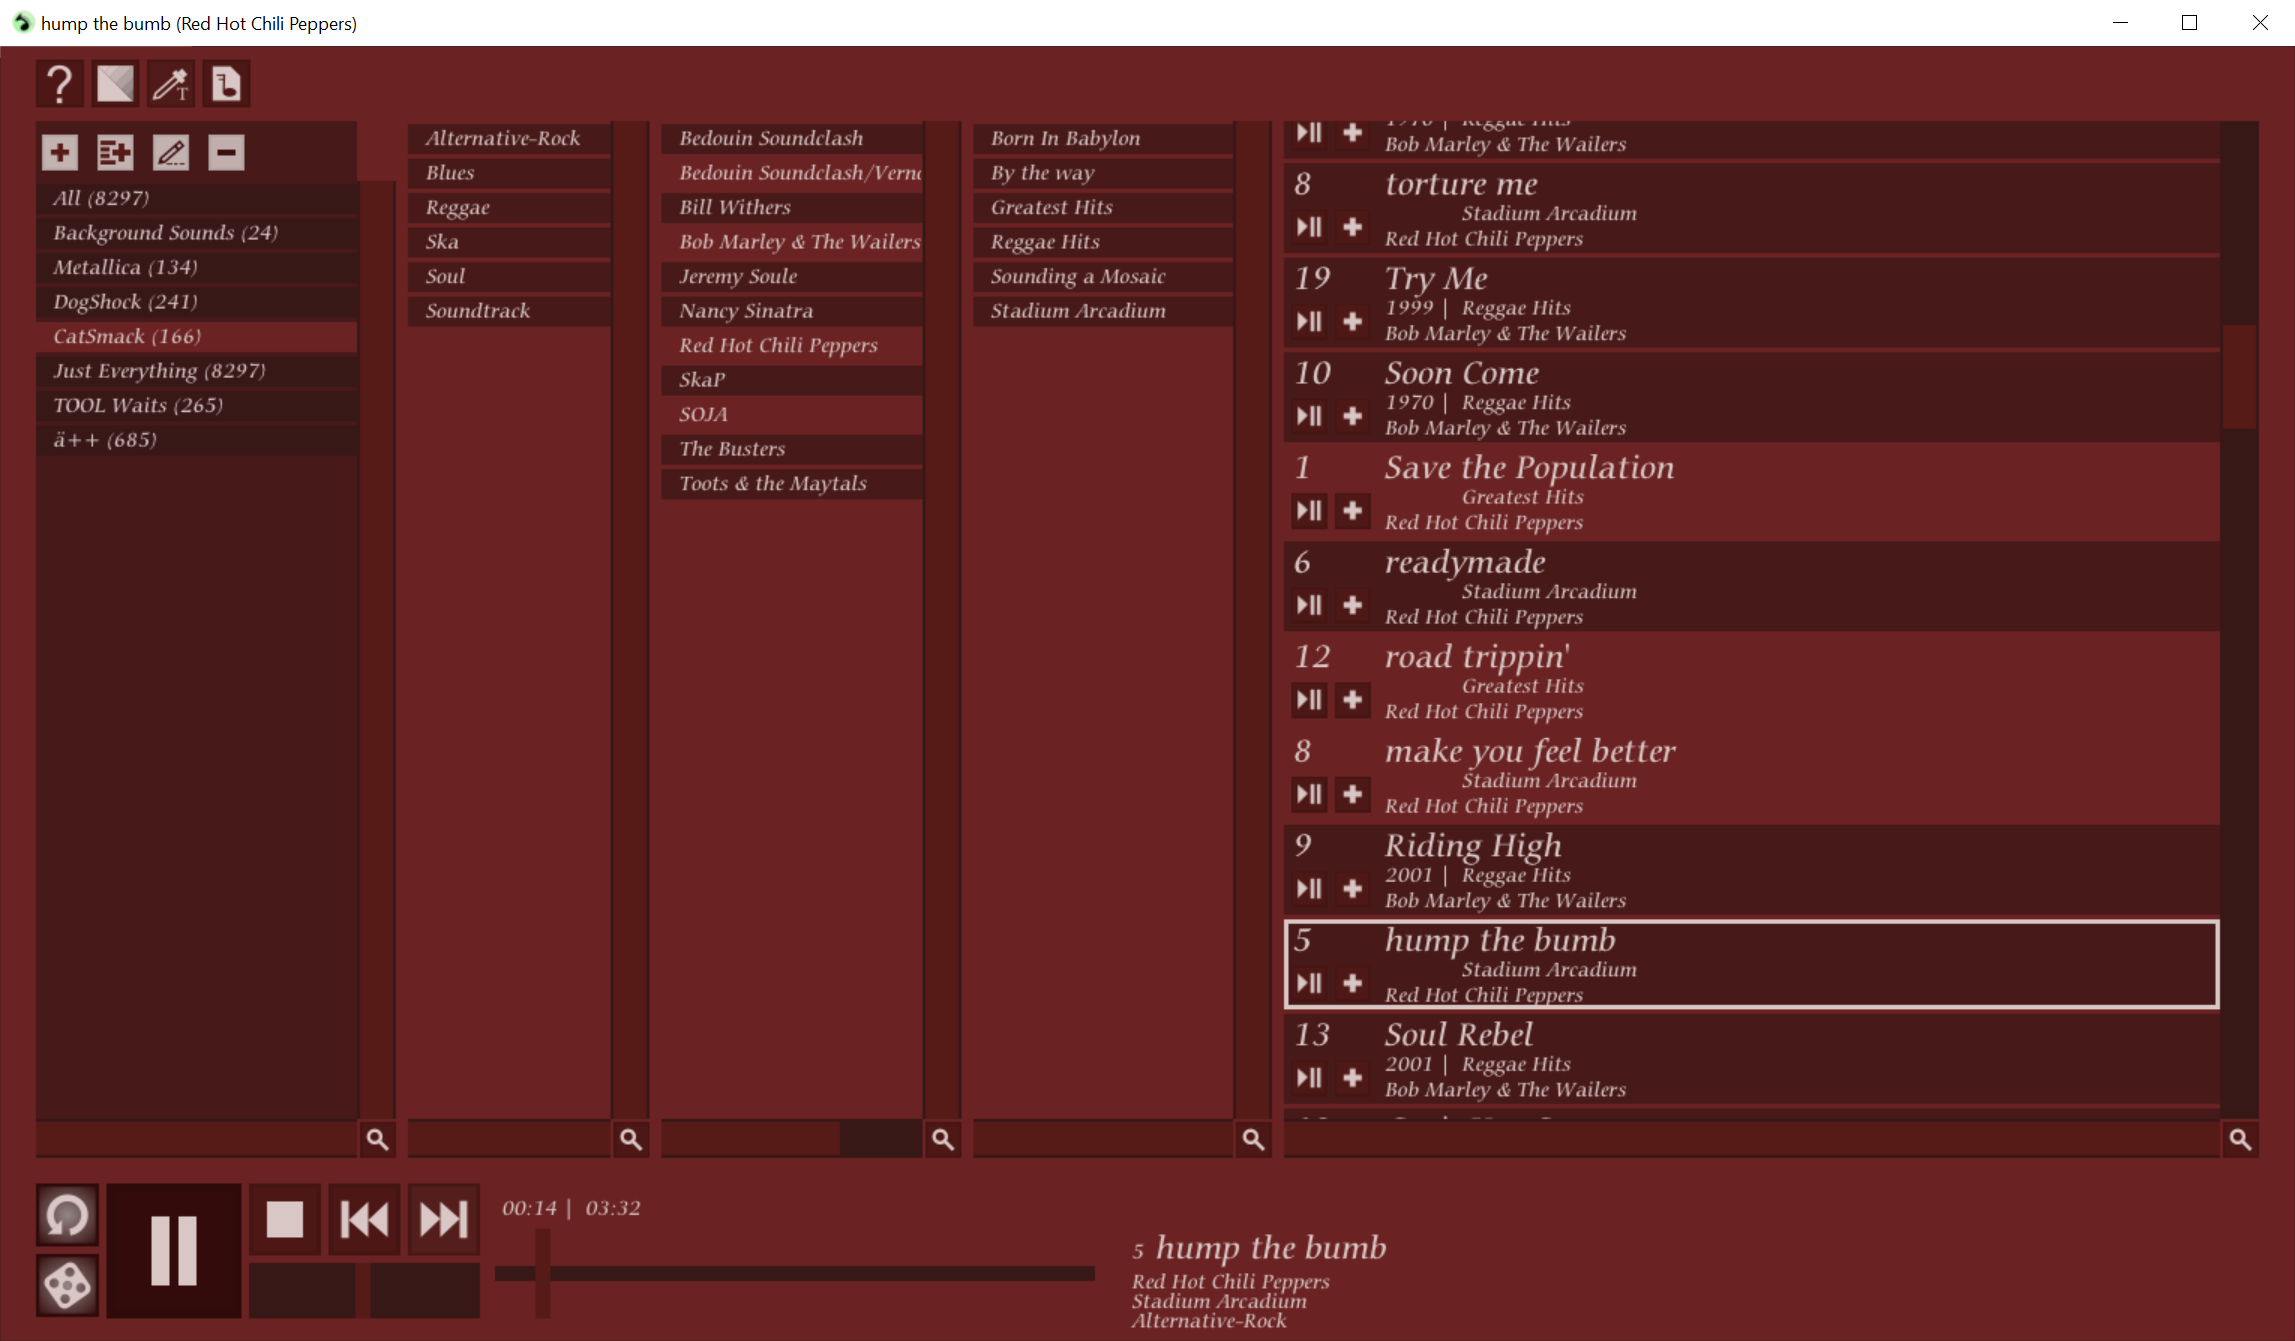 hump the bumb (Red Hot Chili Peppers)
All (8297)
Background Sounds (24)
Metallica (134)
DogShock (241)
CatSmack (166)
Just Everything (8297)
TOOL Waits (265)
ä++ (685)
Alternative-Rock
Blues
Reggae
Ska
Soul
Soundtrack
Bedouin Soundclash
Bedouin Soundclash/Vern
Bill Withers
Bob Marley & The Wailers
Jeremy Soule
Nancy Sinatra
Red Hot Chili Peppers
SkaP
SOJA
The Busters
Toots & the Maytals
Born In Babylon
By the way
Greatest Hits
Reggae Hits
Sounding a Mosaic
Stadium Arcadium
1970 | Reggae Hits
Bob Marley & The Wailers
8 torture me
Stadium Arcadium
Red Hot Chili Peppers
19 Try Me
1999 | Reggae Hits
Bob Marley & The Wailers
10 Soon Come
1970 | Reggae Hits
Bob Marley & The Wailers
1 Save the Population
Greatest Hits
Red Hot Chili Peppers
6 readymade
Stadium Arcadium
Red Hot Chili Peppers
12 road trippin'
Greatest Hits
Red Hot Chili Peppers
8 make you feel better
Stadium Arcadium
Red Hot Chili Peppers
9 Riding High
2001 | Reggae Hits
Bob Marley & The Wailers
5 hump the bumb
Stadium Arcadium
Red Hot Chili Peppers
13 Soul Rebel
2001 | Reggae Hits
Bob Marley & The Wailers
00:14 | 03:32
5 hump the bumb
Red Hot Chili Peppers
Stadium Arcadium
Alternative-Rock